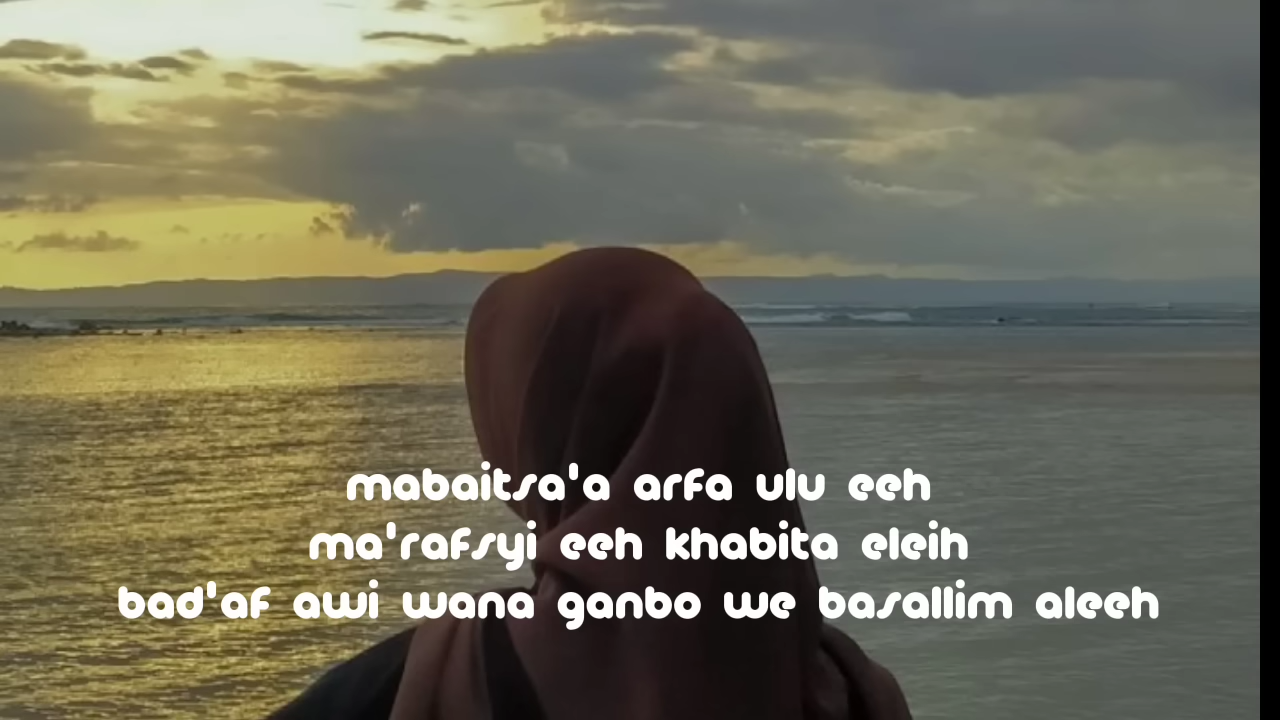 mabaitsa'a arfa ulu eeh
ma'rafsyi eeh khabita eleih
bad'af awi wana ganbo we basallim aleeh